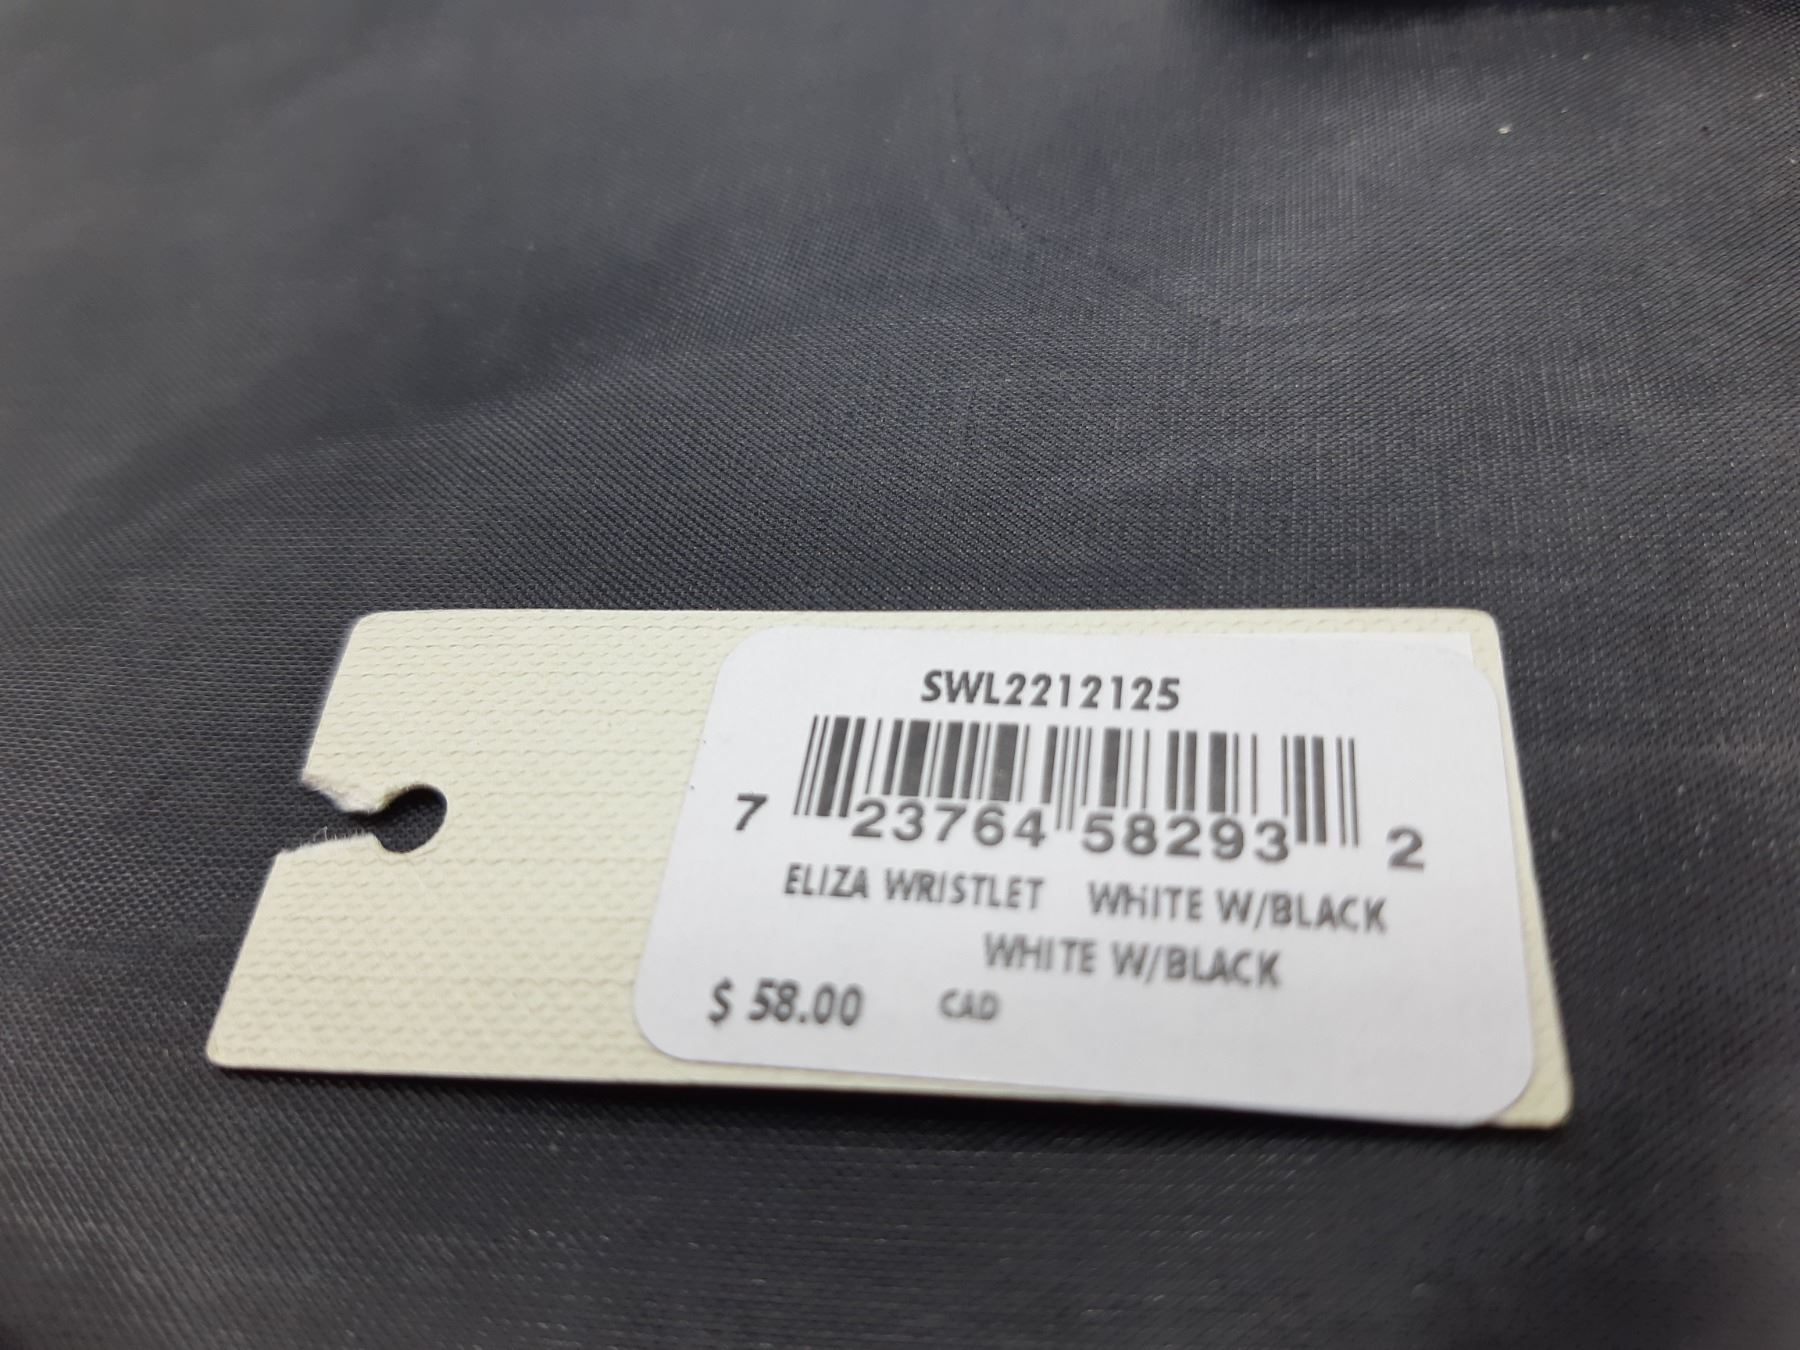 SWL2212125
7 23764 58293 2
ELIZA WRISTLET WHITE W/BLACK
WHITE W/BLACK
$ 58.00 CAD